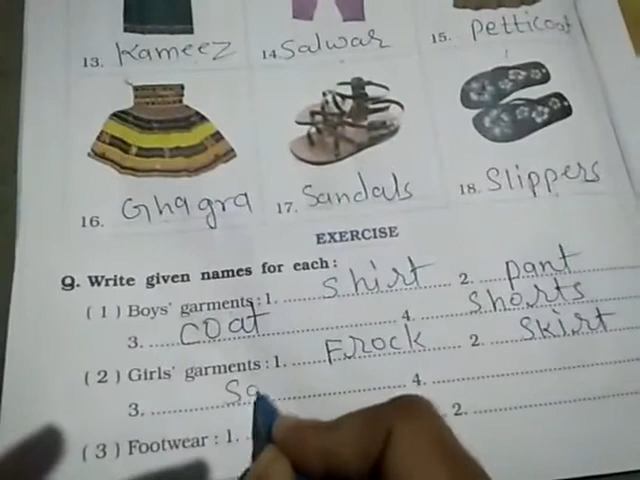 13. Kameez 14. Salwar 15. Petticoat
16. Ghagra 17. Sandals 18. Slippers
EXERCISE
9. Write given names for each :
( 1 ) Boys' garments : 1. shirt 2. pant
3. coat 4. shorts
( 2 ) Girls' garments : 1. Frock 2. skirt
3. Sa 4.
( 3 ) Footwear : 1. 2.